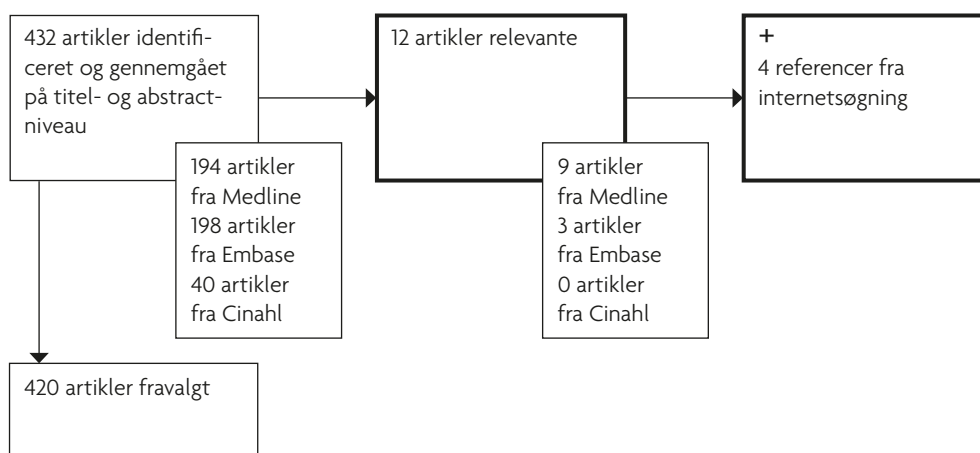 432 artikler identifi-
ceret og gennemgået
på titel- og abstract-
niveau
194 artikler
fra Medline
198 artikler
fra Embase
40 artikler
fra Cinahl
12 artikler relevante
9 artikler
fra Medline
3 artikler
fra Embase
0 artikler
fra Cinahl
+
4 referencer fra
internetsøgning
420 artikler fravalgt